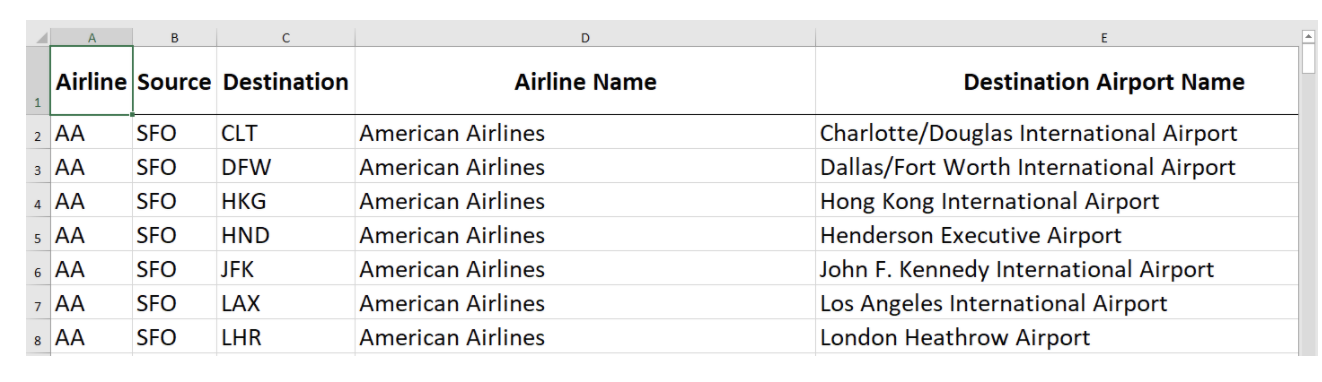 A B C D E
1 Airline Source Destination Airline Name Destination Airport Name
2 AA SFO CLT American Airlines Charlotte/Douglas International Airport
3 AA SFO DFW American Airlines Dallas/Fort Worth International Airport
4 AA SFO HKG American Airlines Hong Kong International Airport
5 AA SFO HND American Airlines Henderson Executive Airport
6 AA SFO JFK American Airlines John F. Kennedy International Airport
7 AA SFO LAX American Airlines Los Angeles International Airport
8 AA SFO LHR American Airlines London Heathrow Airport